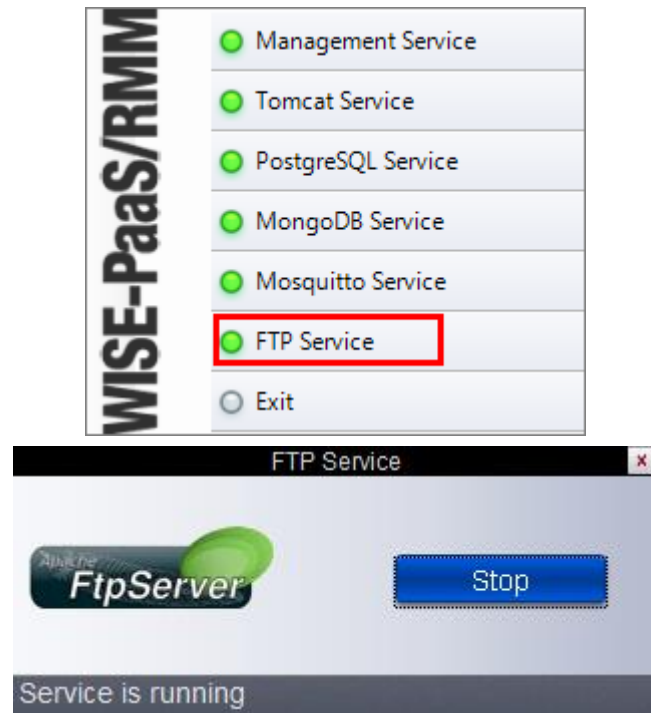 WISE-PaaS/RMM
Management Service
Tomcat Service
PostgreSQL Service
MongoDB Service
Mosquitto Service
FTP Service
Exit
FTP Service
Apache
FtpServer
Stop
Service is running